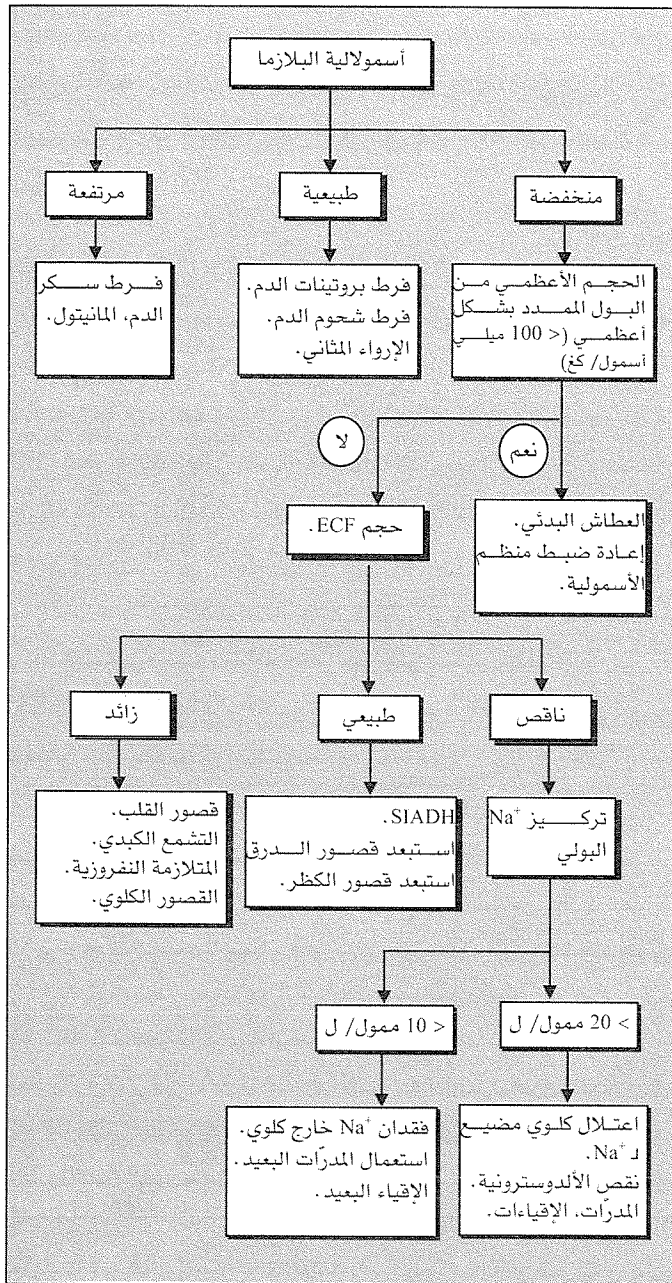 أسمولالية البلازما
منخفضة
طبيعية
مرتفعة
الحجم الأعظمي من
البول الممدد بشكل
أعظمي (< 100 ميلي
أسمول/ كغ)
فرط بروتينات الدم.
فرط شحوم الدم.
الإرواء المثاني.
فرط سكر
الدم، المانيتول.
نعم
لا
العطاش البدئي.
إعادة ضبط منظم
الأسمولية.
حجم ECF.
ناقص
طبيعي
زائد
تركيز Na⁺
البولي
SIADH.
استبعد قصور الدرق
استبعد قصور الكظر.
قصور القلب.
التشمع الكبدي.
المتلازمة النفروزية.
القصور الكلوي.
> 20 ممول/ ل
< 10 ممول/ ل
اعتلال كلوي مضيع
لـ Na⁺.
نقص الألدوسترونية.
المدرّات، الإقياءات.
فقدان Na⁺ خارج كلوي.
استعمال المدرّات البعيد.
الإقياء البعيد.